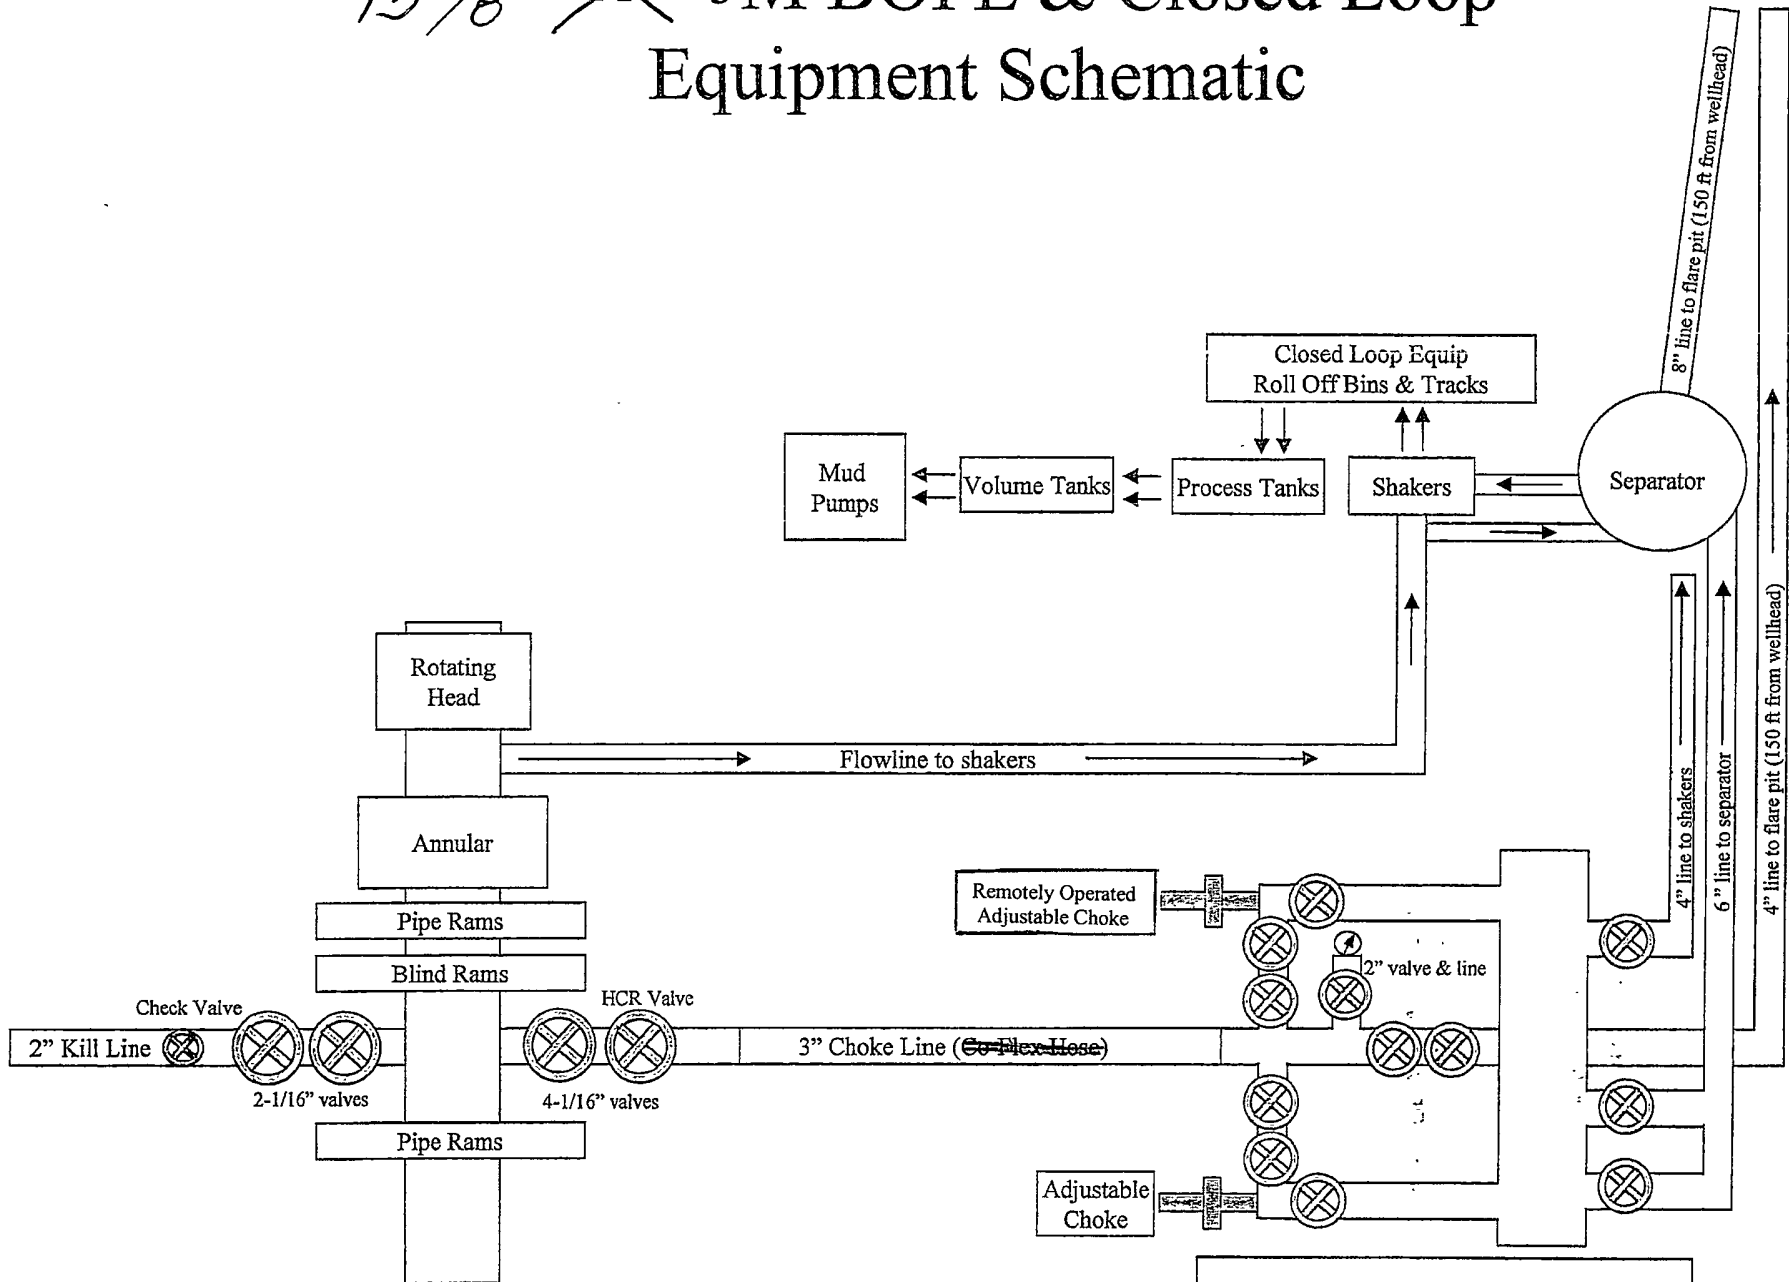 M BOPE & Closed Loop
Equipment Schematic
8" line to flare pit (150 ft from wellhead)
Closed Loop Equip
Roll Off Bins & Tracks
Mud
Pumps
Volume Tanks
Process Tanks
Shakers
Separator
Rotating
Head
Flowline to shakers
4" line to shakers
6" line to separator
4" line to flare pit (150 ft from wellhead)
Annular
Remotely Operated
Adjustable Choke
Pipe Rams
Blind Rams
2" valve & line
Check Valve
HCR Valve
2" Kill Line
3" Choke Line (Co-Flex Hose)
2-1/16" valves
4-1/16" valves
Pipe Rams
Adjustable
Choke